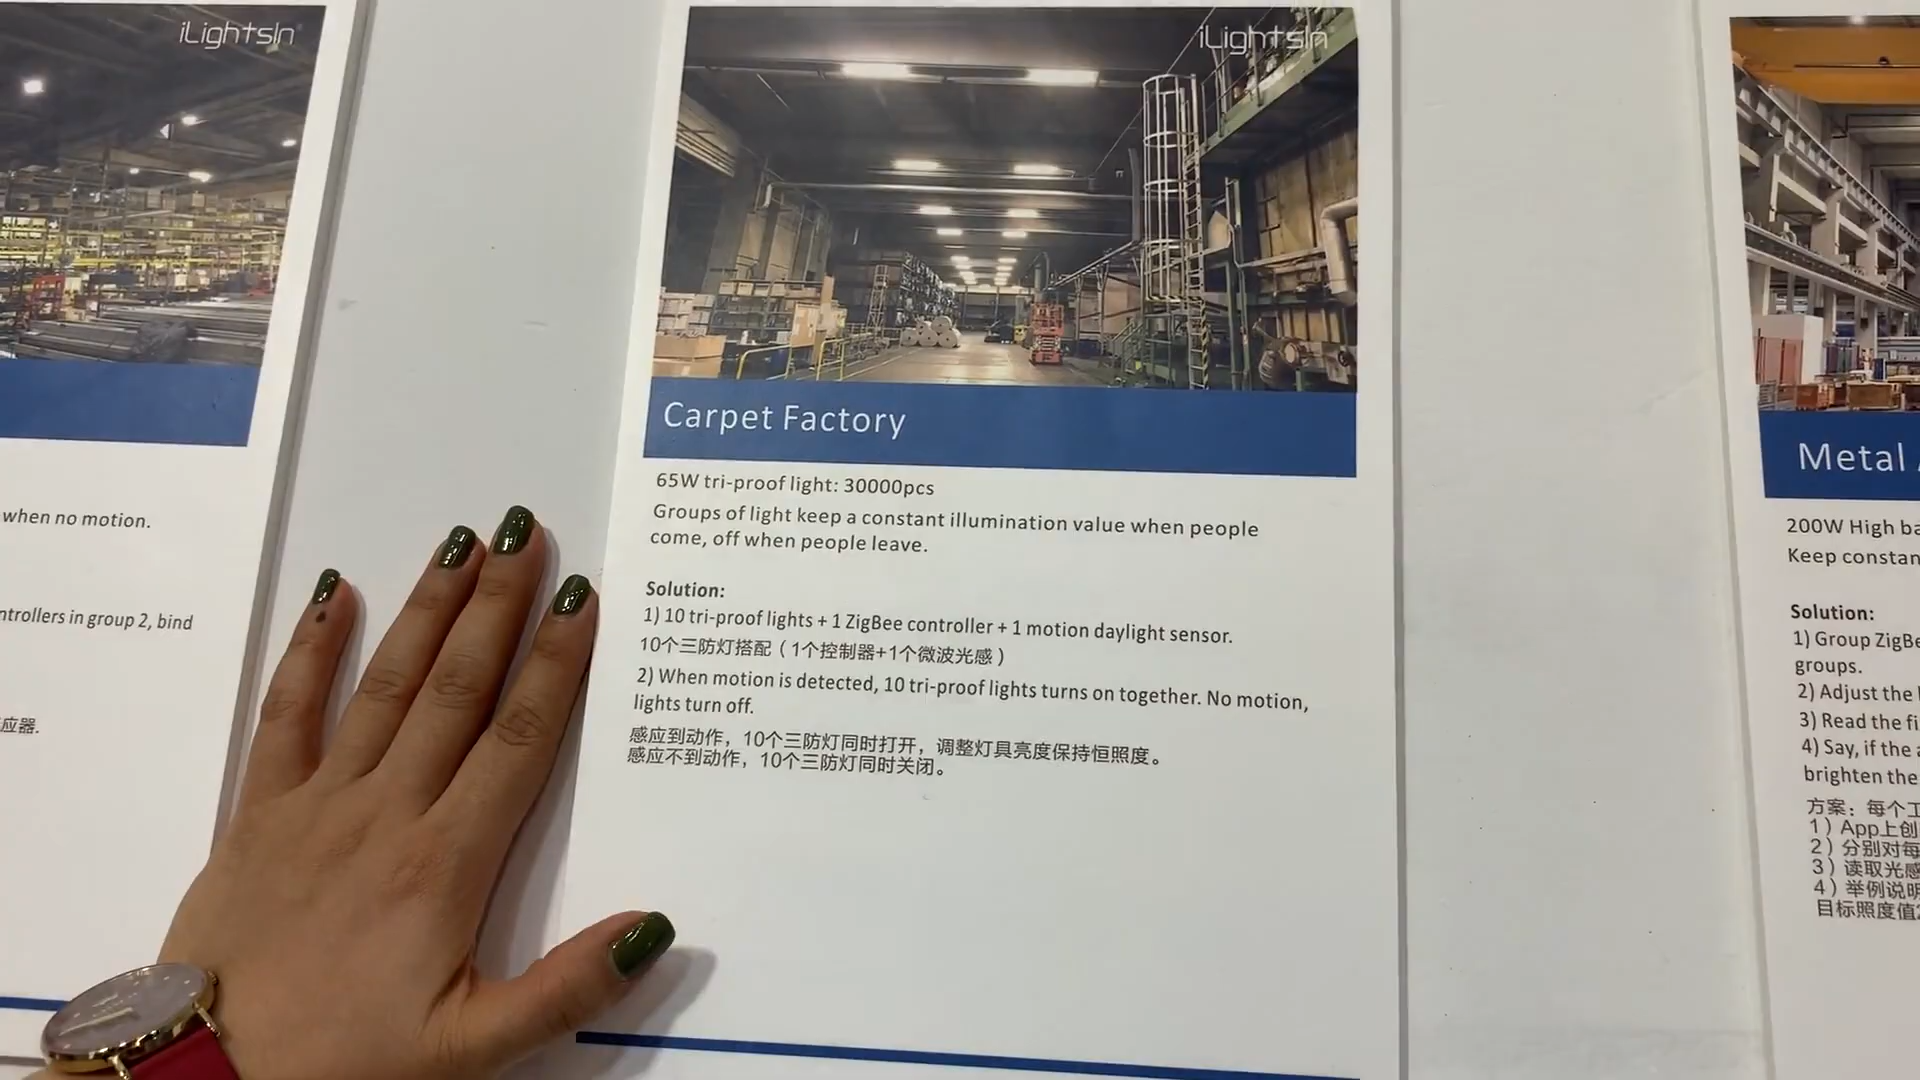 iLightsIn
when no motion.
ntrollers in group 2, bind
应器.
iLightsIn
Carpet Factory
65W tri-proof light: 30000pcs
Groups of light keep a constant illumination value when people
come, off when people leave.
Solution:
1) 10 tri-proof lights + 1 ZigBee controller + 1 motion daylight sensor.
10个三防灯搭配（1个控制器+1个微波光感）
2) When motion is detected, 10 tri-proof lights turns on together. No motion,
lights turn off.
感应到动作，10个三防灯同时打开，调整灯具亮度保持恒照度。
感应不到动作，10个三防灯同时关闭。
Metal
200W High ba
Keep constan
Solution:
1) Group ZigBe
groups.
2) Adjust the
3) Read the fi
4) Say, if the a
brighten the
方案：每个工
1）App上创
2）分别对每
3）读取光感
4）举例说明
目标照度值